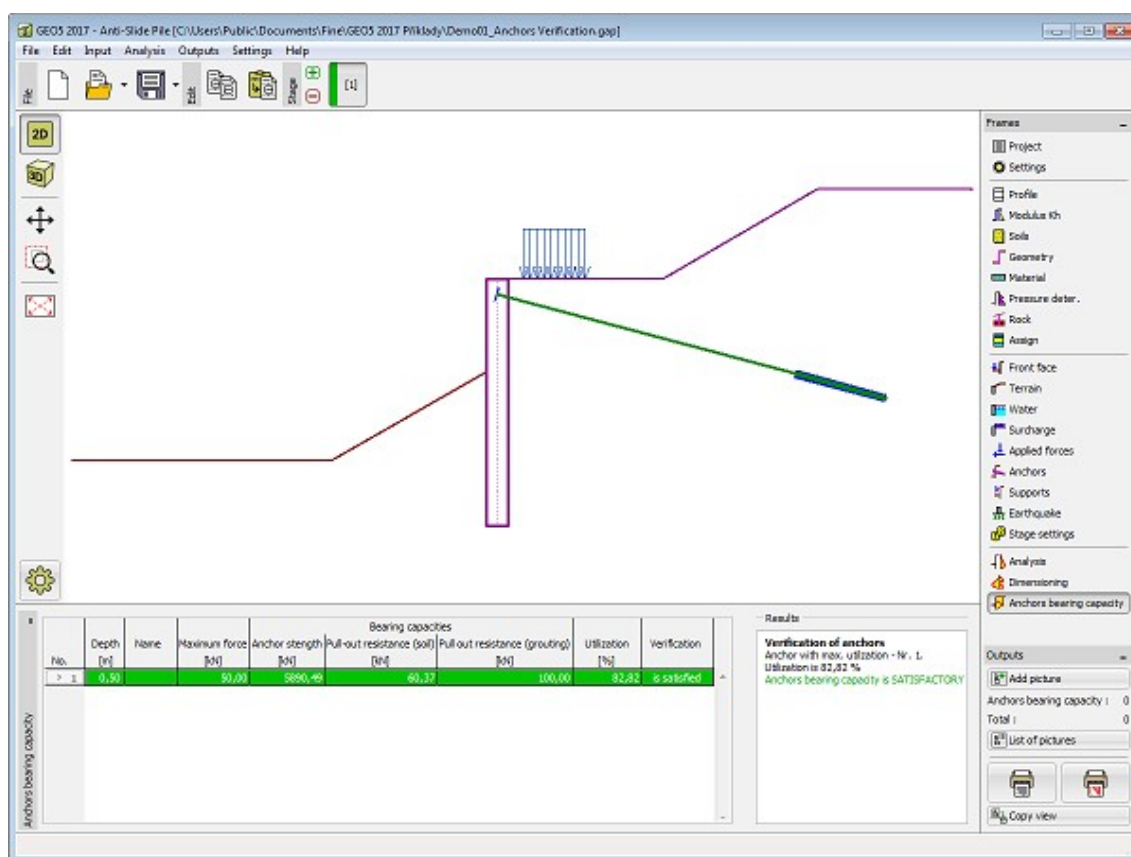 GEO5 2017 - Anti-Slide Pile [C:\Users\Public\Documents\Fine\GEO5 2017 Příklady\Demo01_Anchors Verification.gap]
File Edit Input Analysis Outputs Settings Help
File
Edit
Stage
[1]
2D
3D
Frames
Project
Settings
Profile
Modulus Kh
Soils
Geometry
Material
Pressure deter.
Rock
Assign
Front face
Terrain
Water
Surcharge
Applied forces
Anchors
Supports
Earthquake
Stage settings
Analysis
Dimensioning
Anchors bearing capacity
Anchors bearing capacity
Bearing capacities
No. Depth Name Maximum force Anchor stength Pull-out resistance (soil) Pull out resistance (grouting) Utilization Verification
[m] [kN] [kN] [kN] [kN] [%]
> 1 0,50 50,00 5890,49 60,37 100,00 82,82 is satisfied
Results
Verification of anchors
Anchor with max. utilzation - Nr. 1.
Utilization is 82,82 %
Anchors bearing capacity is SATISFACTORY
Outputs
Add picture
Anchors bearing capacity : 0
Total : 0
List of pictures
Copy view